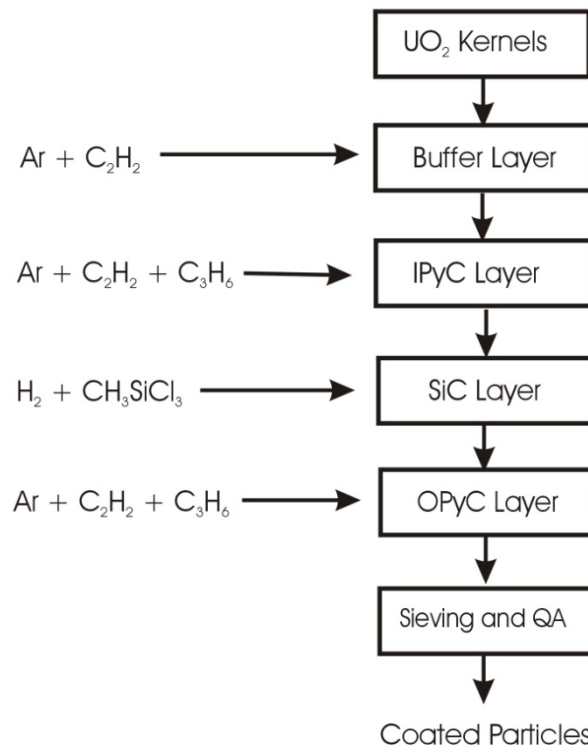 UO₂ Kernels
Ar + C₂H₂
Buffer Layer
Ar + C₂H₂ + C₃H₆
IPyC Layer
H₂ + CH₃SiCl₃
SiC Layer
Ar + C₂H₂ + C₃H₆
OPyC Layer
Sieving and QA
Coated Particles